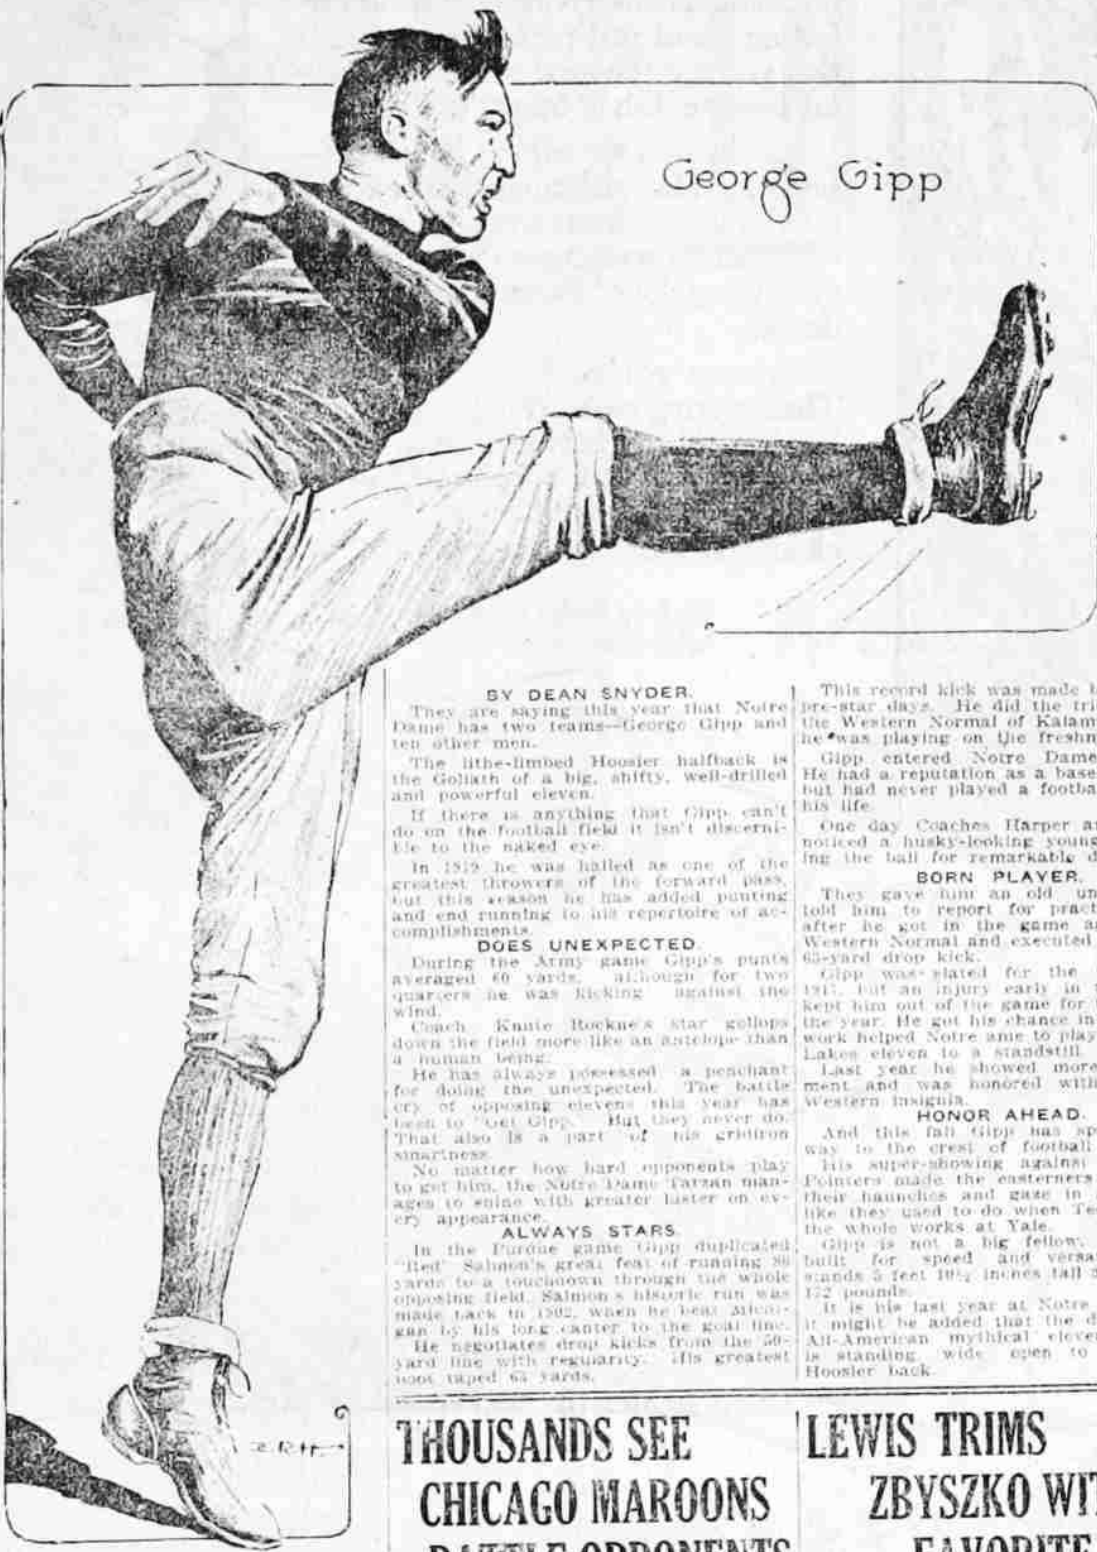 George Gipp
BY DEAN SNYDER.
They are saying this year that Notre
Dame has two teams—George Gipp and
ten other men.
The lithe-limbed Hoosier halfback is
the Goliath of a big, shifty, well-drilled
and powerful eleven.
If there is anything that Gipp can't
do on the football field it isn't discerni-
ble to the naked eye.
In 1919 he was hailed as one of the
greatest throwers of the forward pass,
but this season he has added punting
and end running to his repertoire of ac-
complishments.
DOES UNEXPECTED.
During the Army game Gipp's punts
averaged 60 yards, although for two
quarters he was kicking against the
wind.
Coach Knute Rockne's star gollops
down the field more like an antelope than
a human being.
He has always possessed a penchant
for doing the unexpected. The battle
cry of opposing elevens this year has
been to "Get Gipp." But they never do.
That also is a part of his gridiron
smartness.
No matter how hard opponents play
to get him, the Notre Dame Tarzan man-
ages to shine with greater luster on ev-
ery appearance.
ALWAYS STARS.
In the Purdue game Gipp duplicated
"Red" Salmon's great feat of running 86
yards to a touchdown through the whole
opposing field. Salmon's historic run was
made back in 1902, when he beat Michi-
gan by his long canter to the goal line.
He negotiates drop kicks from the 50-
yard line with regularity. His greatest
boot taped 65 yards.
This record kick was made
pre-star days. He did the
the Western Normal of
he was playing on the
Gipp entered Notre Dame
He had a reputation as a
but had never played a
his life.
One day Coaches Harper
noticed a husky-looking
ing the ball for remarkable
BORN PLAYER.
They gave him an old
told him to report for
after he got in the game
Western Normal and executed
65-yard drop kick.
Gipp was slated for the
1917, but an injury early in
kept him out of the game for
the year. He got his chance in
work helped Notre ame to play
Lakes eleven to a standstill.
Last year he showed more
ment and was honored with
Western insignia.
HONOR AHEAD.
And this fall Gipp has
way to the crest of football
His super-showing against
Pointers made the easterners
their haunches and gaze in
like they used to do when
the whole works at Yale.
Gipp is not a big fellow.
built for speed and
stands 5 feet 10½ inches tall
172 pounds.
It is his last year at Notre
it might be added that the
All-American mythical
is standing wide open to
Hoosier back.
THOUSANDS SEE
CHICAGO MAROONS
BATTLE OPPONENTS
LEWIS TRIMS
ZBYSZKO
FAVORITE